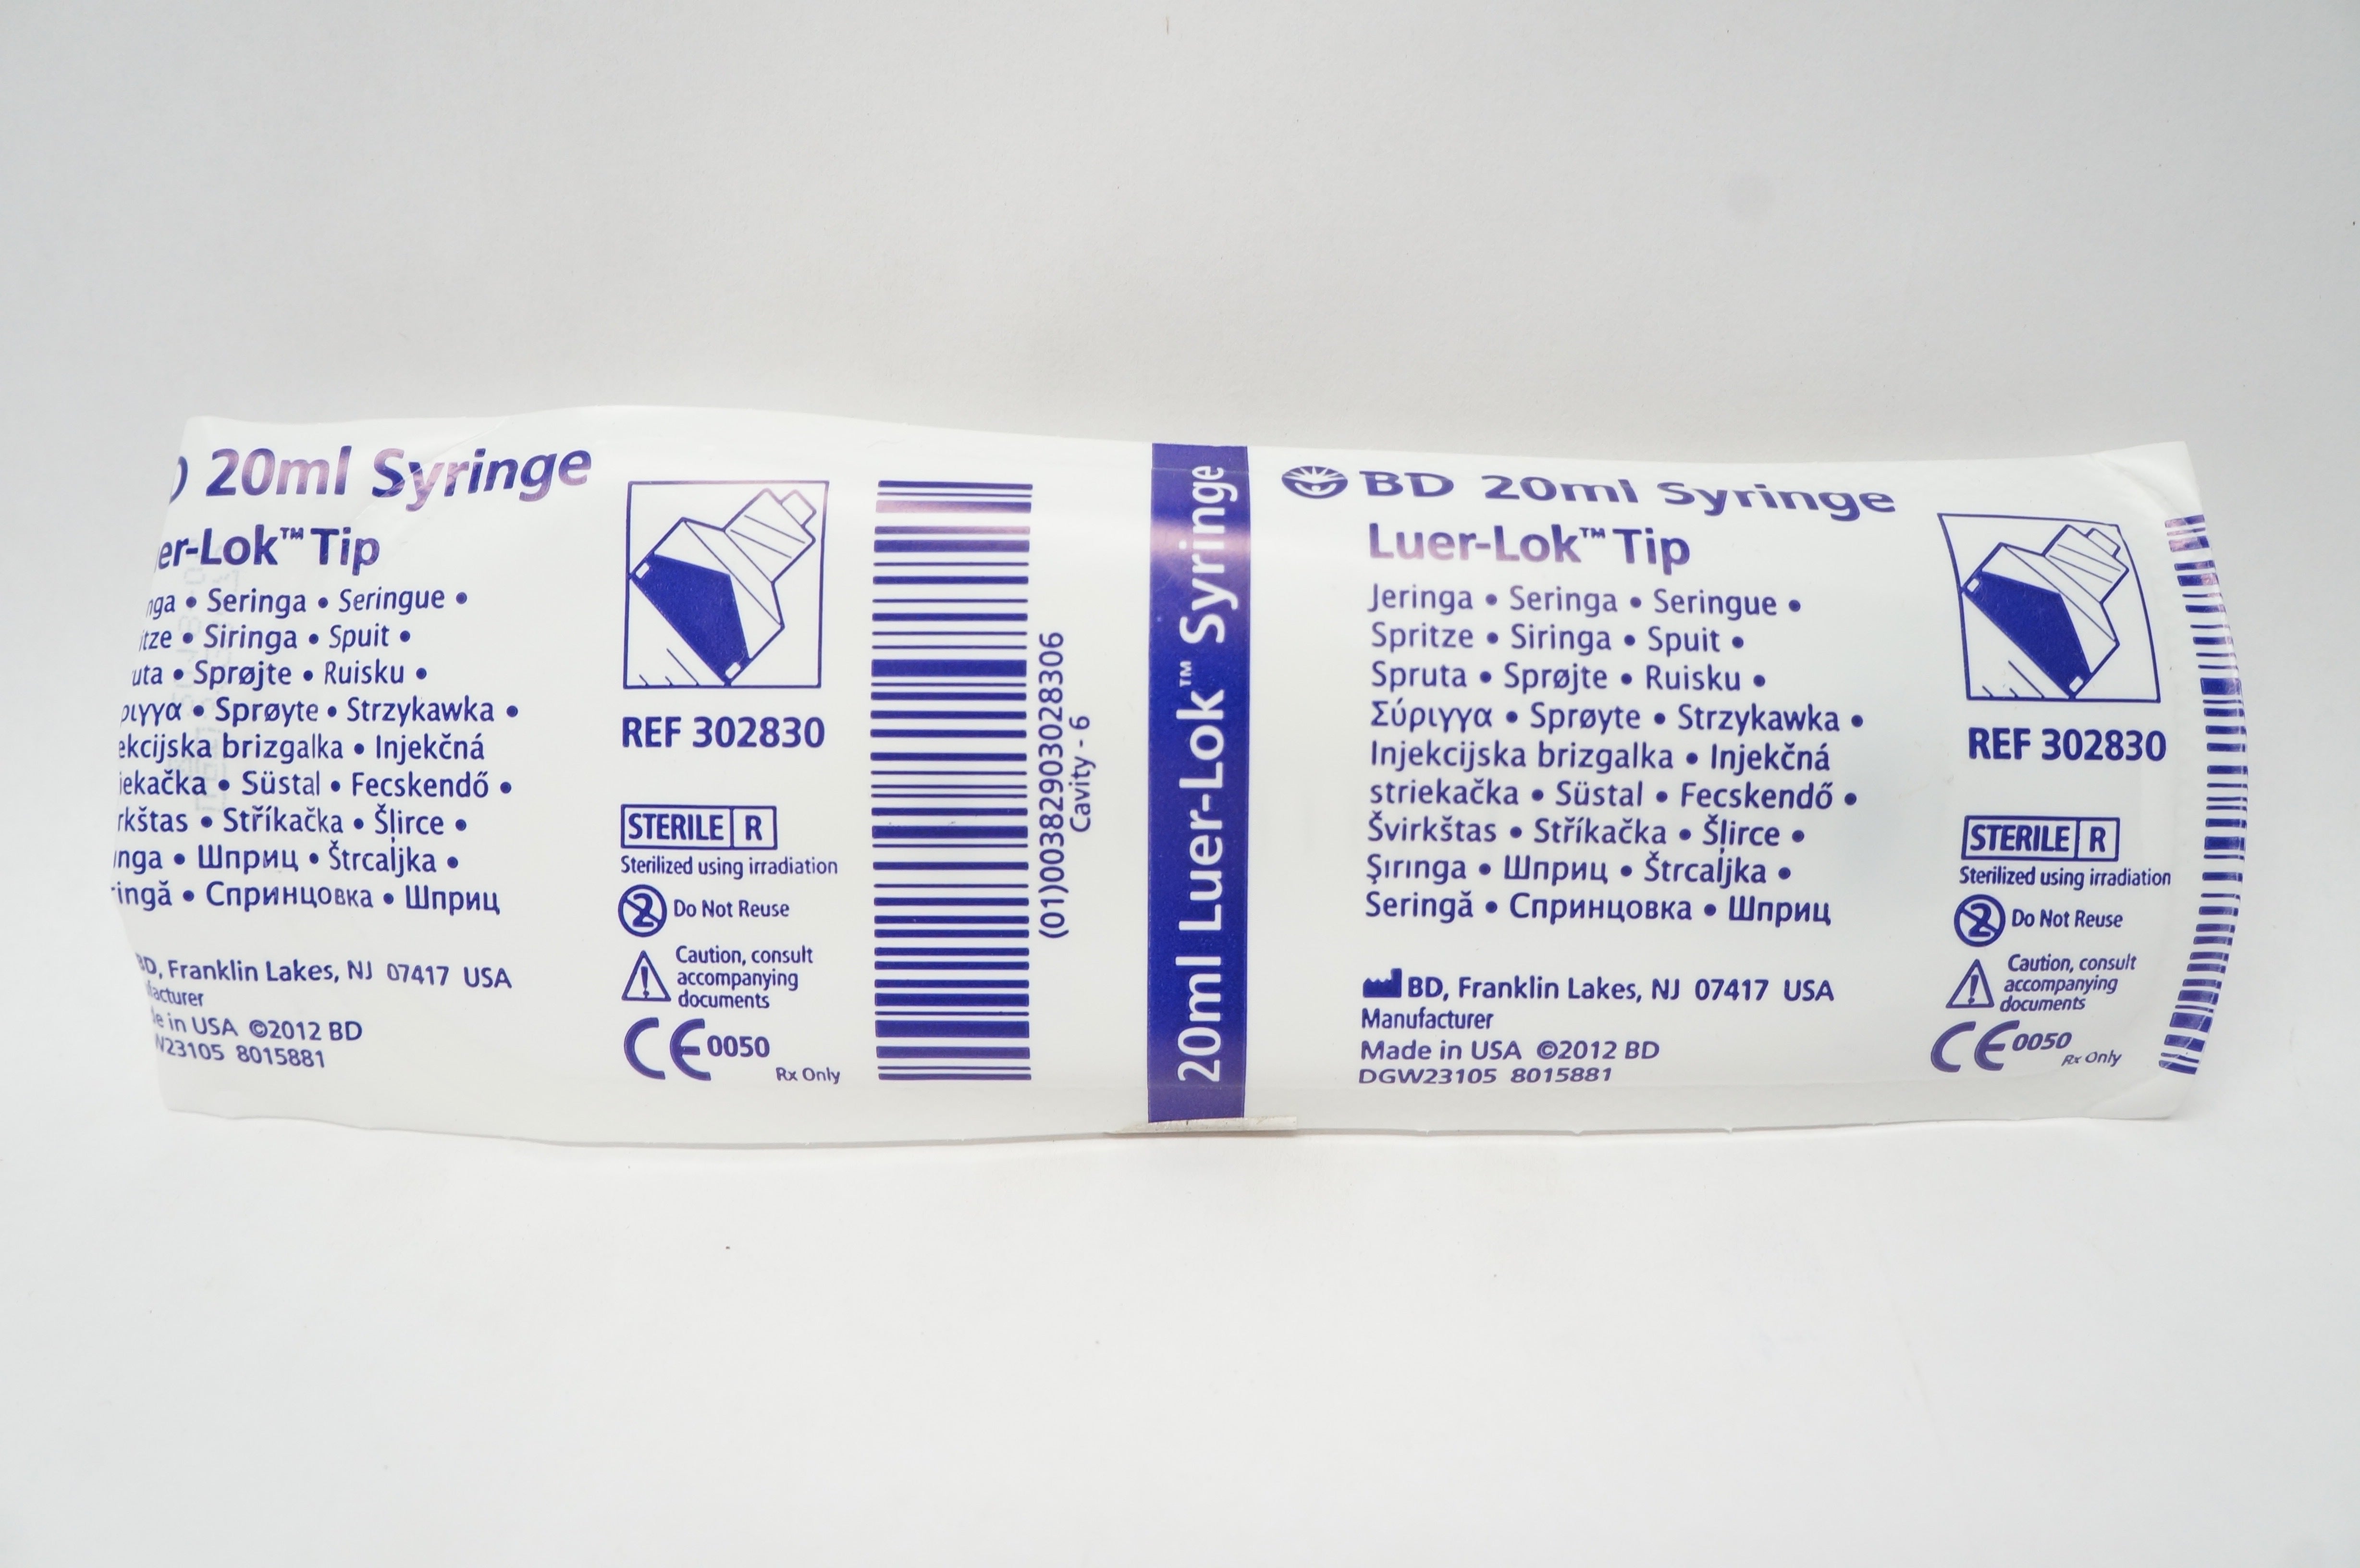 20ml Syringe
er-Lok™ Tip
nga • Seringa • Seringue •
itze • Siringa • Spuit •
uta • Sprøjte • Ruisku •
ριγγα • Sprøyte • Strzykawka •
ekcijska brizgalka • Injekčná
iekačka • Süstal • Fecskendő •
rkštas • Stříkačka • Šļirce •
nga • Шприц • Štrcaljka •
ringă • Спринцовка • Шприц
BD, Franklin Lakes, NJ 07417 USA
facturer
e in USA ©2012 BD
W23105 8015881
REF 302830
STERILE R
Sterilized using irradiation
2 Do Not Reuse
Caution, consult
accompanying
documents
CE 0050
Rx Only
(01)00382903028306
Cavity - 6
20ml Luer-Lok™ Syringe
BD 20ml Syringe
Luer-Lok™ Tip
Jeringa • Seringa • Seringue •
Spritze • Siringa • Spuit •
Spruta • Sprøjte • Ruisku •
Σύριγγα • Sprøyte • Strzykawka •
Injekcijska brizgalka • Injekčná
striekačka • Süstal • Fecskendő •
Švirkštas • Stříkačka • Šļirce •
Şırınga • Шприц • Štrcaljka •
Seringă • Спринцовка • Шприц
BD, Franklin Lakes, NJ 07417 USA
Manufacturer
Made in USA ©2012 BD
DGW23105 8015881
REF 302830
STERILE R
Sterilized using irradiation
2 Do Not Reuse
Caution, consult
accompanying
documents
CE 0050
Rx Only